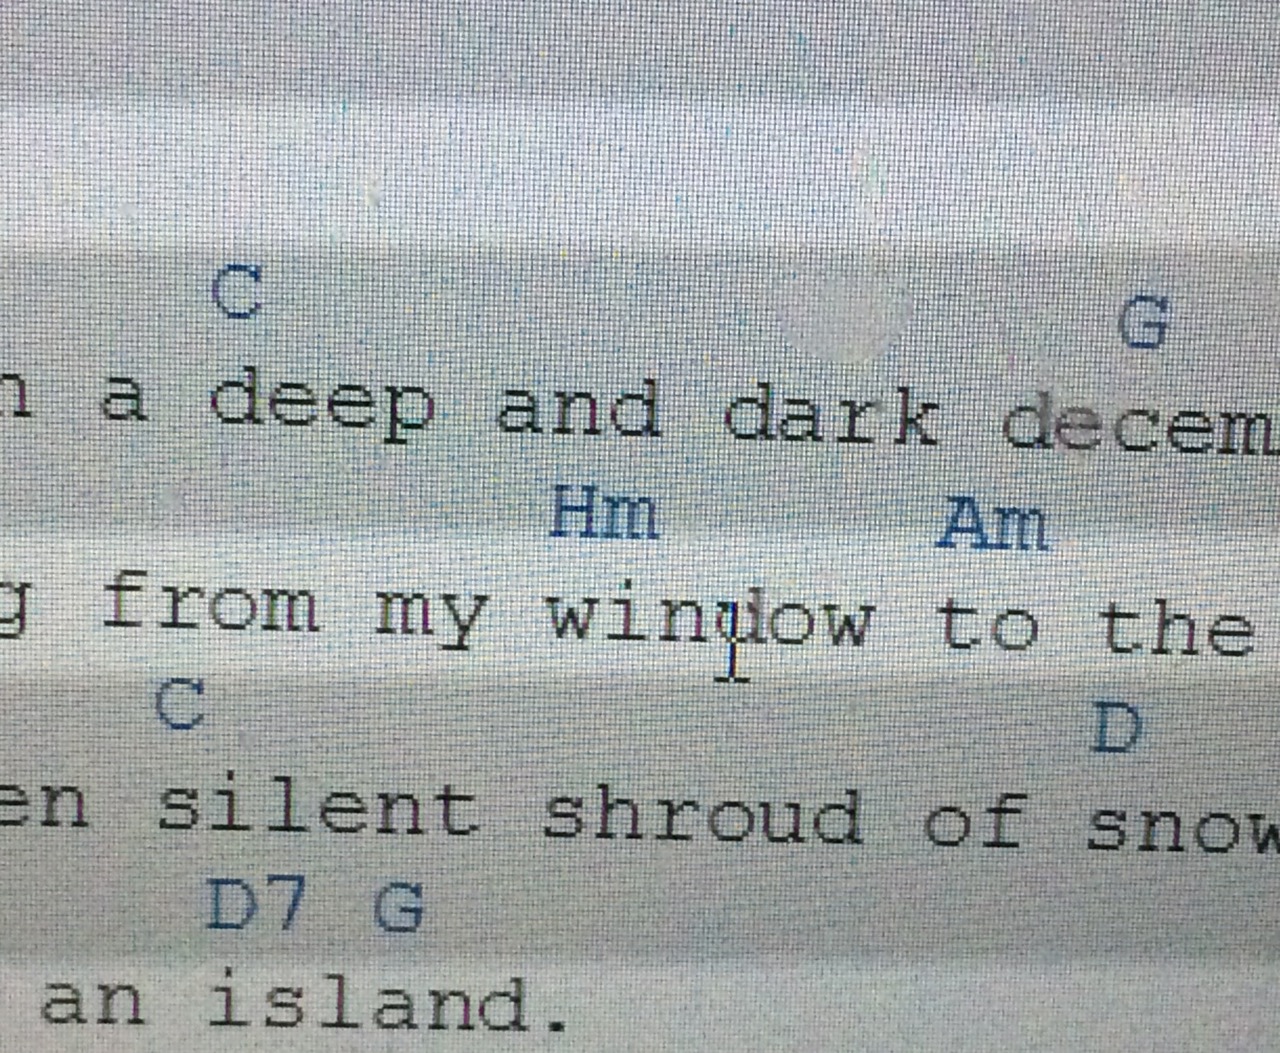 C G
n a deep and dark decem
Hm Am
g from my window to the
C D
en silent shroud of snow
D7 G
an island.